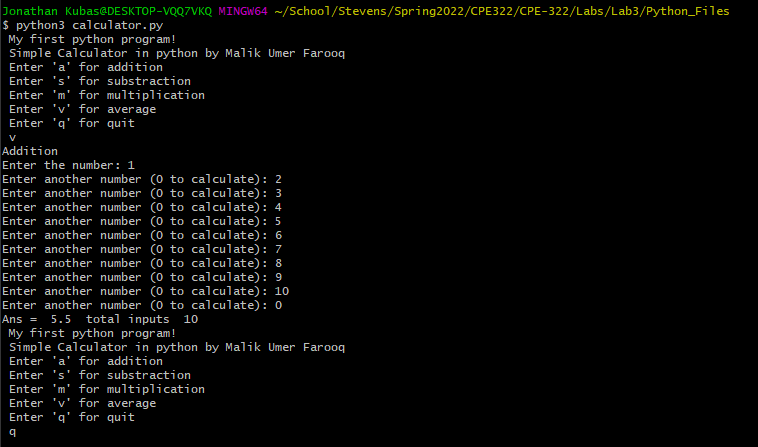 Jonathan Kubas@DESKTOP-VQQ7VKQ MINGW64 ~/School/Stevens/Spring2022/CPE322/CPE-322/Labs/Lab3/Python_Files
$ python3 calculator.py
My first python program!
Simple Calculator in python by Malik Umer Farooq
Enter 'a' for addition
Enter 's' for substraction
Enter 'm' for multiplication
Enter 'v' for average
Enter 'q' for quit
v
Addition
Enter the number: 1
Enter another number (0 to calculate): 2
Enter another number (0 to calculate): 3
Enter another number (0 to calculate): 4
Enter another number (0 to calculate): 5
Enter another number (0 to calculate): 6
Enter another number (0 to calculate): 7
Enter another number (0 to calculate): 8
Enter another number (0 to calculate): 9
Enter another number (0 to calculate): 10
Enter another number (0 to calculate): 0
Ans =  5.5  total inputs  10
My first python program!
Simple Calculator in python by Malik Umer Farooq
Enter 'a' for addition
Enter 's' for substraction
Enter 'm' for multiplication
Enter 'v' for average
Enter 'q' for quit
q